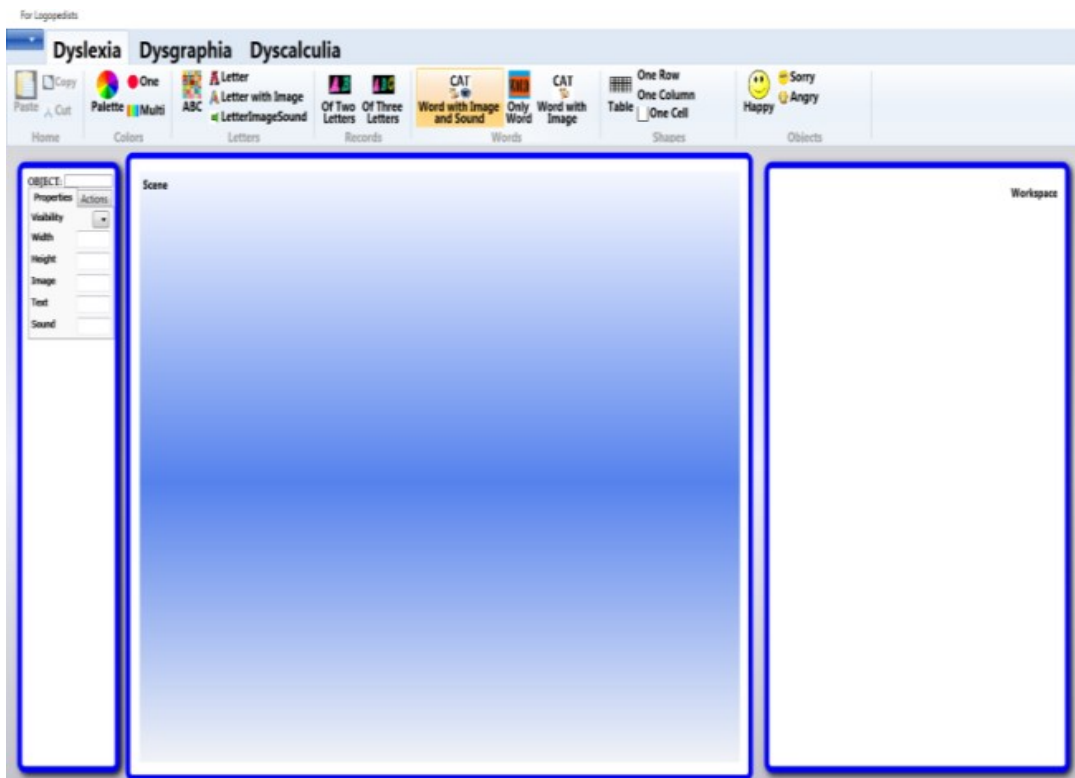 For Logopedists
Dyslexia Dysgraphia Dyscalculia
Paste
Copy
Cut
Home
Palette
One
Multi
Colors
ABC
Letter
Letter with Image
LetterImageSound
Letters
Of Two Letters
Of Three Letters
Records
CAT
Word with Image and Sound
Only Word
CAT
Word with Image
Words
Table
One Row
One Column
One Cell
Shapes
Happy
Sorry
Angry
Objects
OBJECT:
Properties Actions
Visibility
Width
Height
Image
Text
Sound
Scene
Workspace